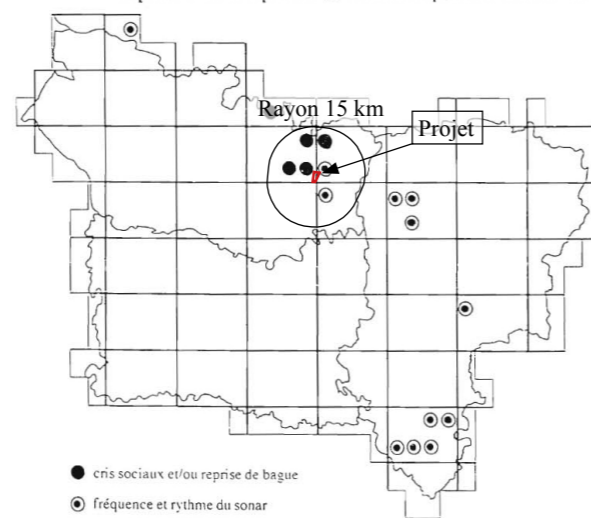 Rayon 15 km
Projet
cris sociaux et/ou reprise de bague
fréquence et rythme du sonar